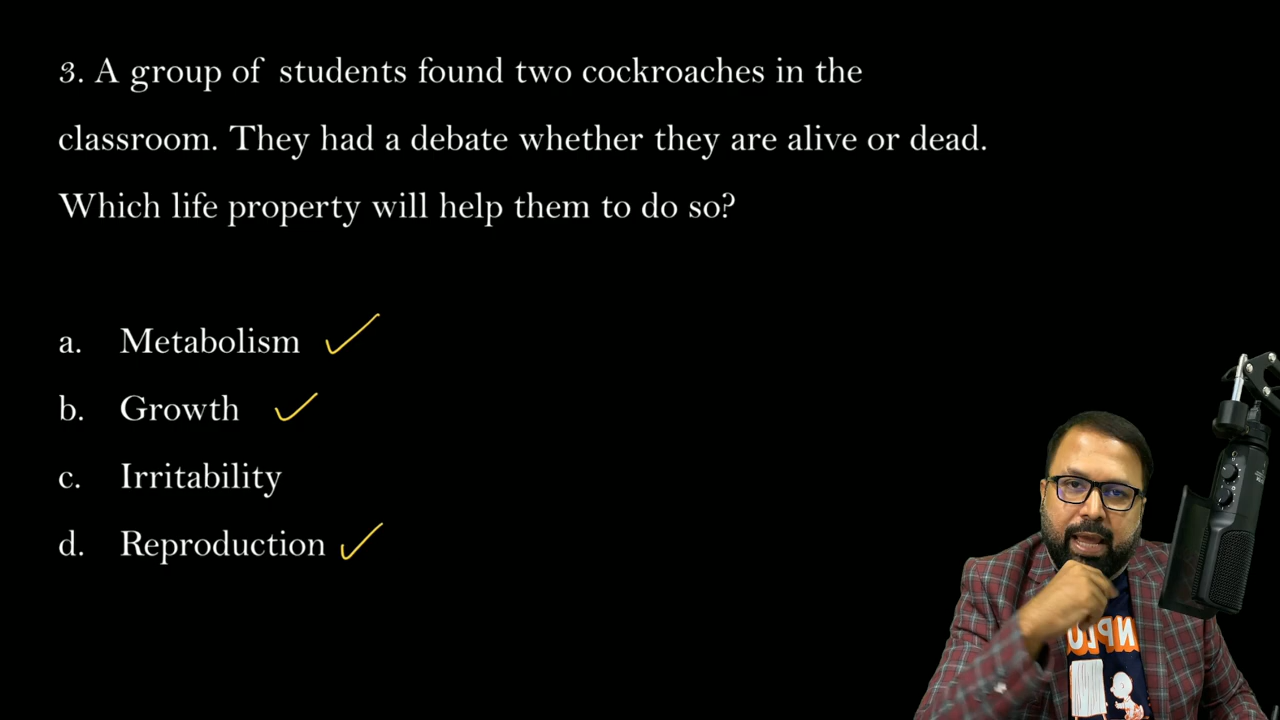 3. A group of students found two cockroaches in the
classroom. They had a debate whether they are alive or dead.
Which life property will help them to do so?
a. Metabolism
b. Growth
c. Irritability
d. Reproduction